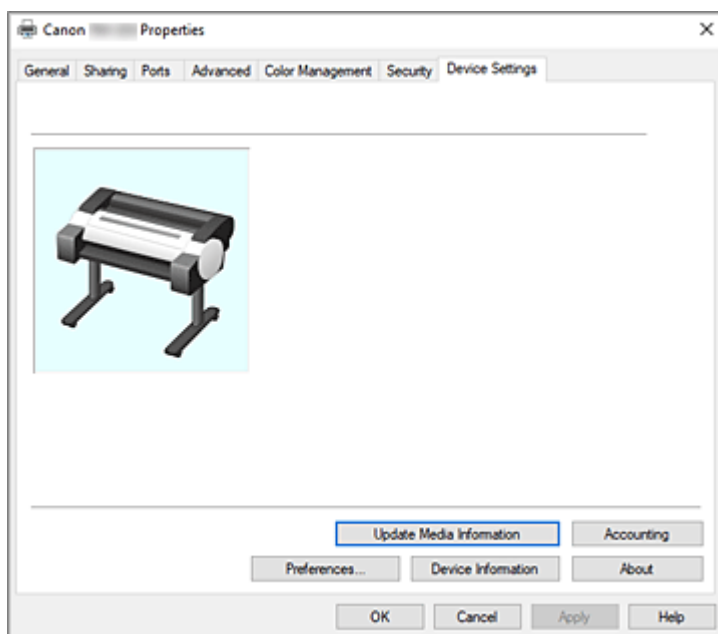 Canon Properties
General Sharing Ports Advanced Color Management Security Device Settings
Update Media Information Accounting
Preferences... Device Information About
OK Cancel Apply Help